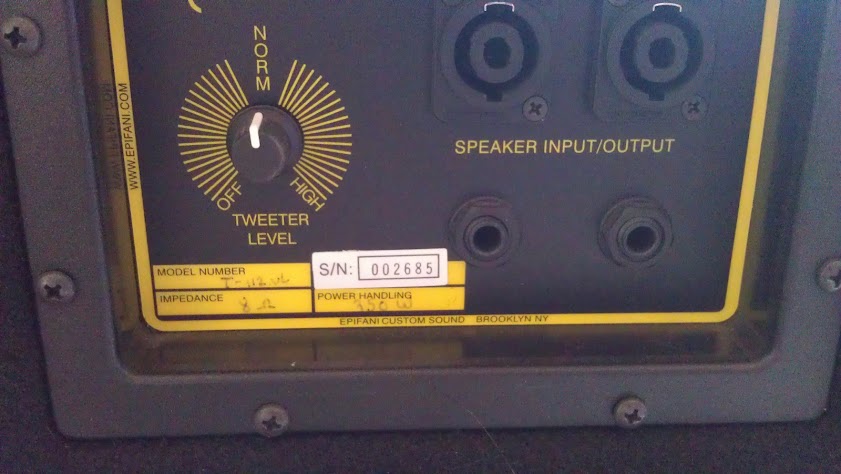 NORM
OFF
HIGH
TWEETER
LEVEL
SPEAKER INPUT/OUTPUT
WWW.EPIFANI.COM
MODEL NUMBER
S/N: 002685
IMPEDANCE 8 Ω
POWER HANDLING
350 W
EPIFANI CUSTOM SOUND BROOKLYN NY